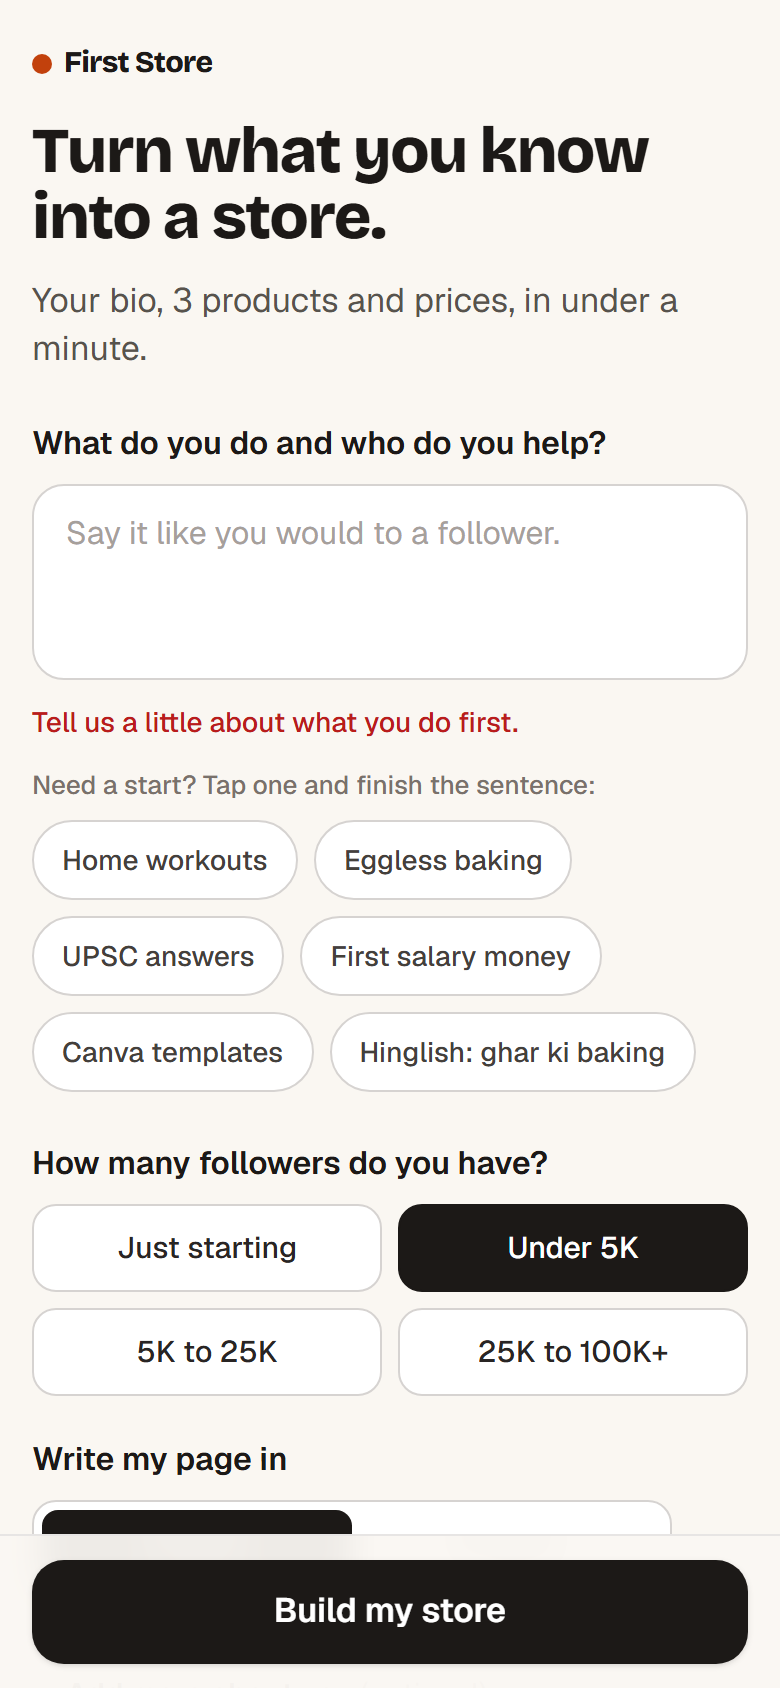 First Store
Turn what you know
into a store.
Your bio, 3 products and prices, in under a
minute.
What do you do and who do you help?
Say it like you would to a follower.
Tell us a little about what you do first.
Need a start? Tap one and finish the sentence:
Home workouts
Eggless baking
UPSC answers
First salary money
Canva templates
Hinglish: ghar ki baking
How many followers do you have?
Just starting
Under 5K
5K to 25K
25K to 100K+
Write my page in
Build my store